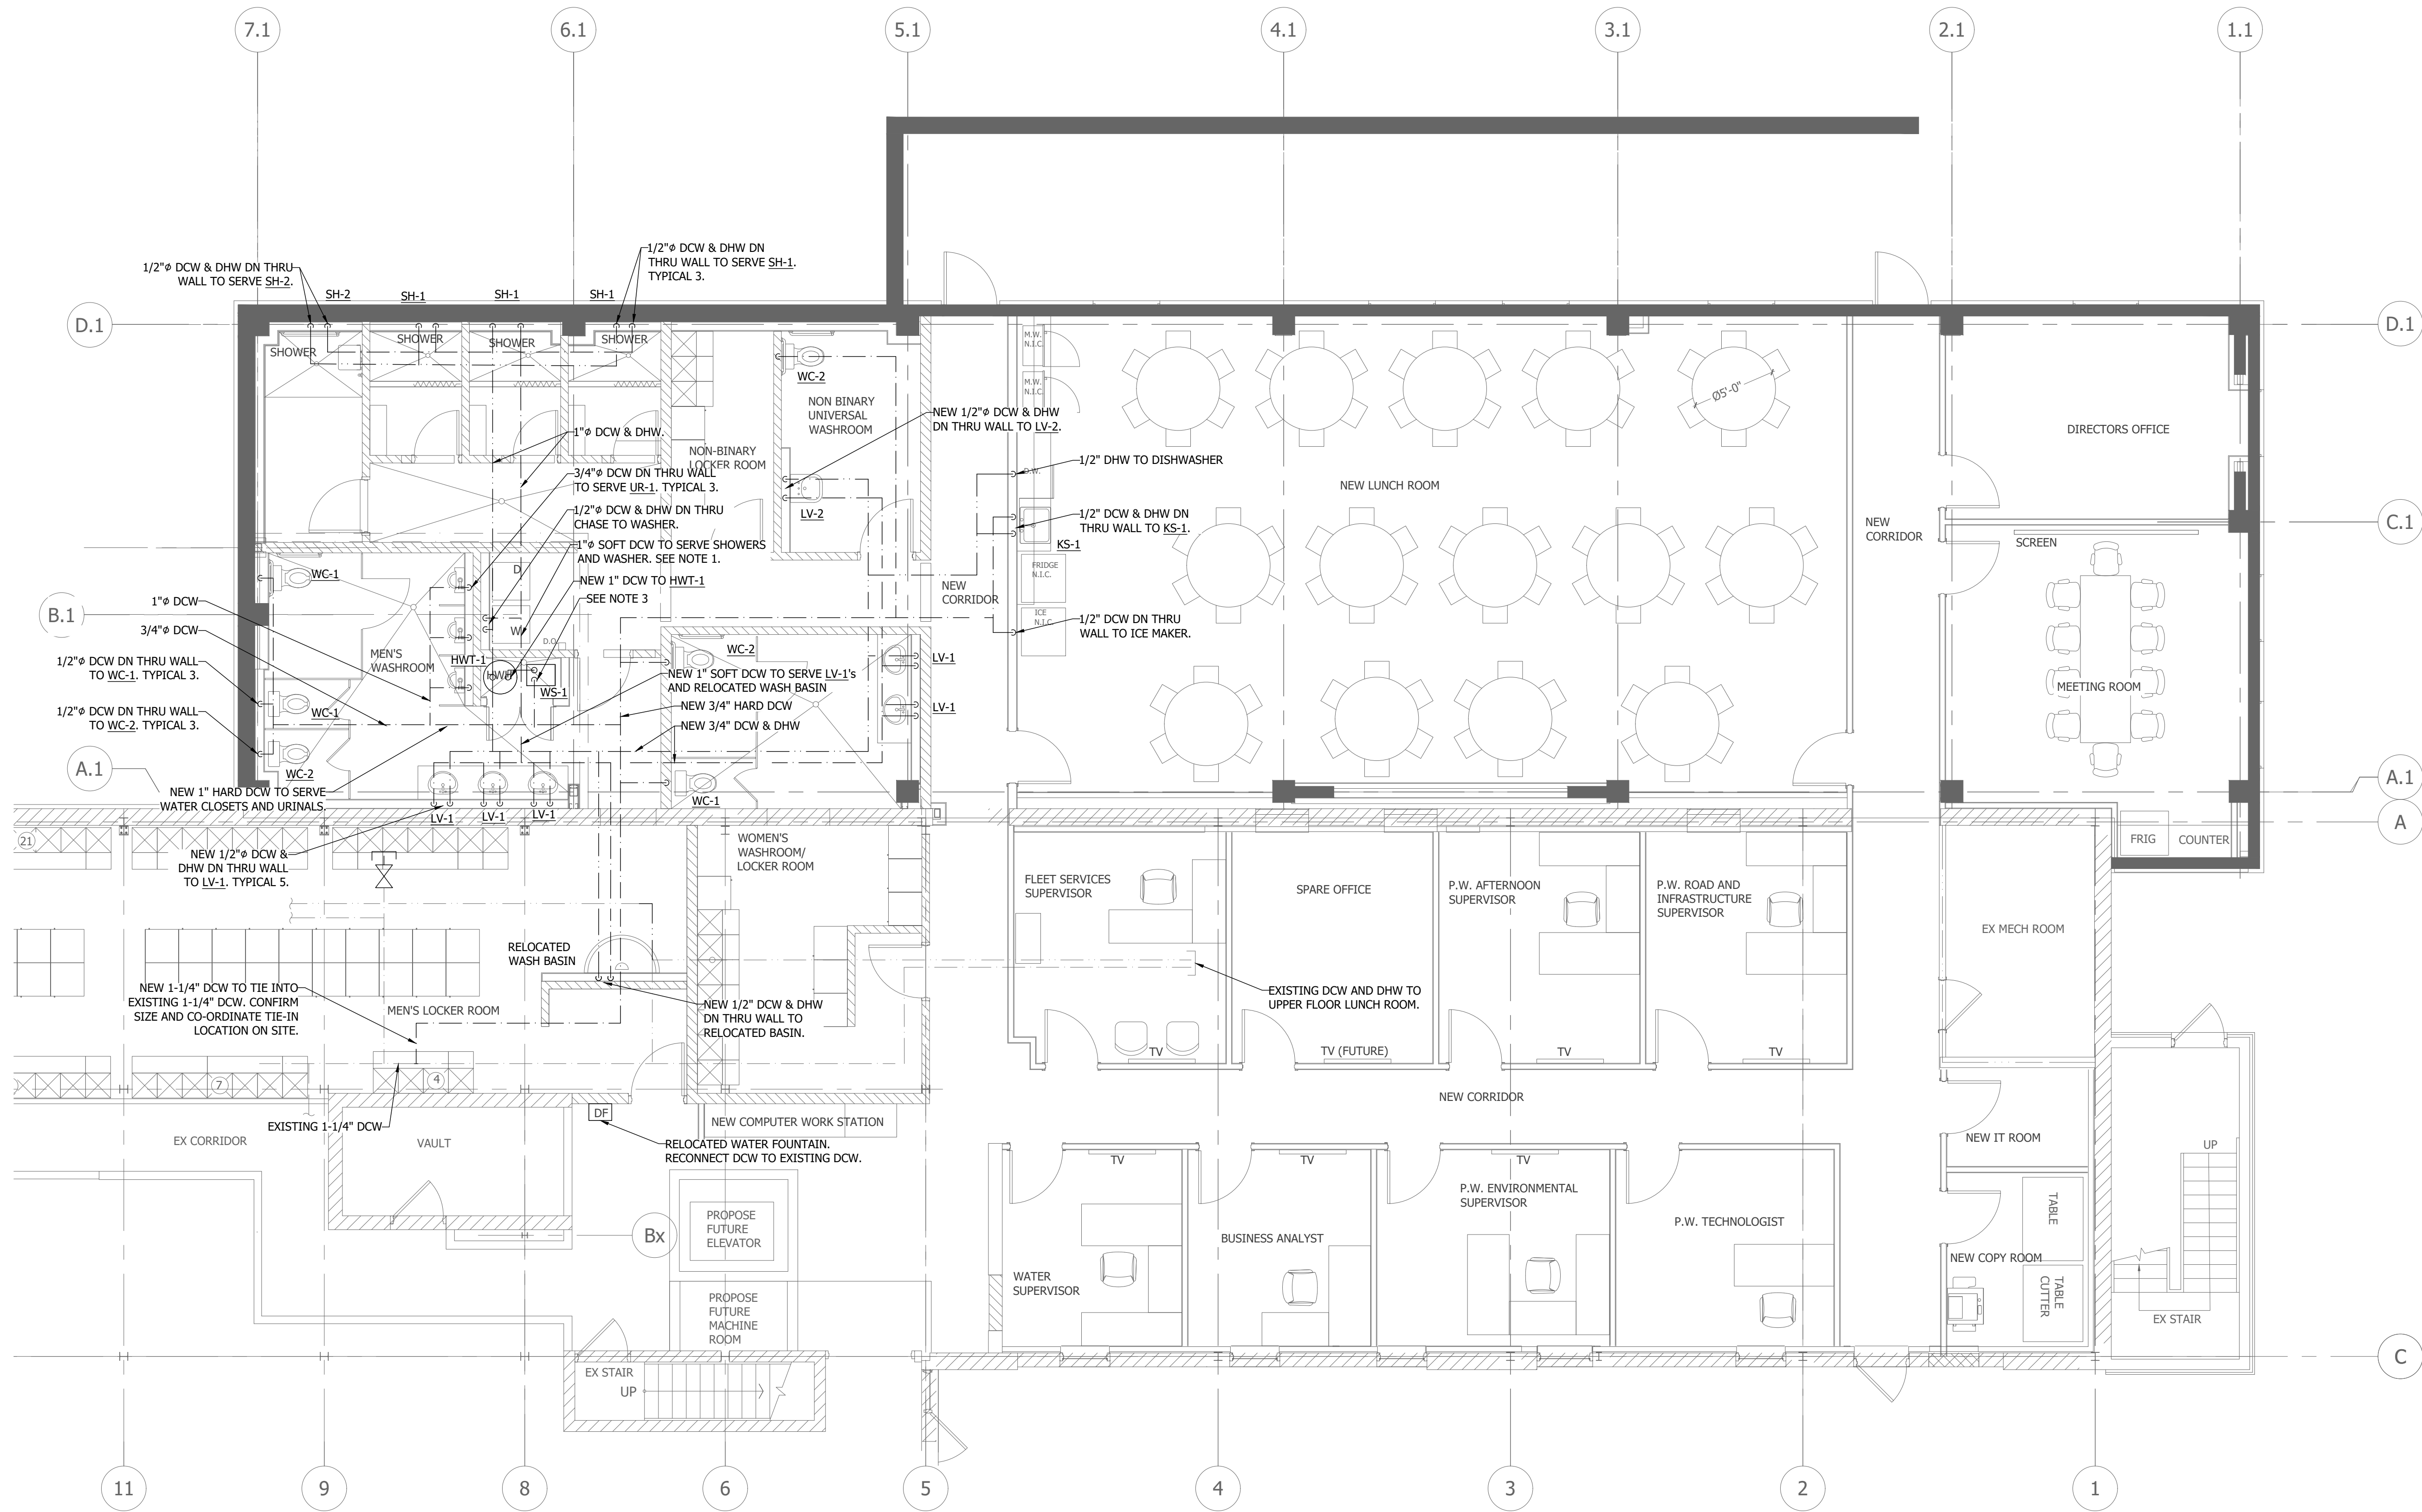 7.1
6.1
5.1
4.1
3.1
2.1
1.1
1/2"ϕ DCW & DHW DN THRU
WALL TO SERVE SH-2.
1/2"ϕ DCW & DHW DN
THRU WALL TO SERVE SH-1.
TYPICAL 3.
SH-2
SH-1
SH-1
SH-1
D.1
D.1
SHOWER
SHOWER
SHOWER
SHOWER
WC-2
NON BINARY
UNIVERSAL
WASHROOM
NEW 1/2"ϕ DCW & DHW
DN THRU WALL TO LV-2.
M.W.
N.I.C.
M.W.
N.I.C.
Ø5'-0"
DIRECTORS OFFICE
1"ϕ DCW & DHW.
NON-BINARY
LOCKER ROOM
3/4"ϕ DCW DN THRU WALL
TO SERVE UR-1. TYPICAL 3.
1/2" DHW TO DISHWASHER
D.W.
NEW LUNCH ROOM
1/2"ϕ DCW & DHW DN THRU
CHASE TO WASHER.
LV-2
1/2" DCW & DHW DN
THRU WALL TO KS-1.
KS-1
NEW
CORRIDOR
C.1
SCREEN
1"ϕ SOFT DCW TO SERVE SHOWERS
AND WASHER. SEE NOTE 1.
NEW 1" DCW TO HWT-1
SEE NOTE 3
FRIDGE
N.I.C.
WC-1
D
NEW
CORRIDOR
ICE
N.I.C.
1/2" DCW DN THRU
WALL TO ICE MAKER.
B.1
1"ϕ DCW
3/4"ϕ DCW
W
D.O.
MEN'S
WASHROOM
1/2"ϕ DCW DN THRU WALL
TO WC-1. TYPICAL 3.
HWT-1
HWT
WS-1
WC-2
LV-1
NEW 1" SOFT DCW TO SERVE LV-1's
AND RELOCATED WASH BASIN
MEETING ROOM
1/2"ϕ DCW DN THRU WALL
TO WC-2. TYPICAL 3.
WC-1
NEW 3/4" HARD DCW
LV-1
NEW 3/4" DCW & DHW
A.1
WC-2
A.1
NEW 1" HARD DCW TO SERVE
WATER CLOSETS AND URINALS.
WC-1
LV-1
LV-1
LV-1
A
21
NEW 1/2"ϕ DCW &
DHW DN THRU WALL
TO LV-1. TYPICAL 5.
WOMEN'S
WASHROOM/
LOCKER ROOM
FRIG
COUNTER
FLEET SERVICES
SUPERVISOR
SPARE OFFICE
P.W. AFTERNOON
SUPERVISOR
P.W. ROAD AND
INFRASTRUCTURE
SUPERVISOR
EX MECH ROOM
RELOCATED
WASH BASIN
NEW 1-1/4" DCW TO TIE INTO
EXISTING 1-1/4" DCW. CONFIRM
SIZE AND CO-ORDINATE TIE-IN
LOCATION ON SITE.
MEN'S LOCKER ROOM
NEW 1/2" DCW & DHW
DN THRU WALL TO
RELOCATED BASIN.
EXISTING DCW AND DHW TO
UPPER FLOOR LUNCH ROOM.
TV
TV (FUTURE)
TV
TV
7
4
EXISTING 1-1/4" DCW
DF
NEW COMPUTER WORK STATION
NEW CORRIDOR
EX CORRIDOR
VAULT
RELOCATED WATER FOUNTAIN.
RECONNECT DCW TO EXISTING DCW.
NEW IT ROOM
UP
TV
TV
TV
P.W. ENVIRONMENTAL
SUPERVISOR
P.W. TECHNOLOGIST
TABLE
PROPOSE
FUTURE
ELEVATOR
Bx
BUSINESS ANALYST
NEW COPY ROOM
WATER
SUPERVISOR
TABLE
CUTTER
PROPOSE
FUTURE
MACHINE
ROOM
EX STAIR
C
EX STAIR
UP
11
9
8
6
5
4
3
2
1